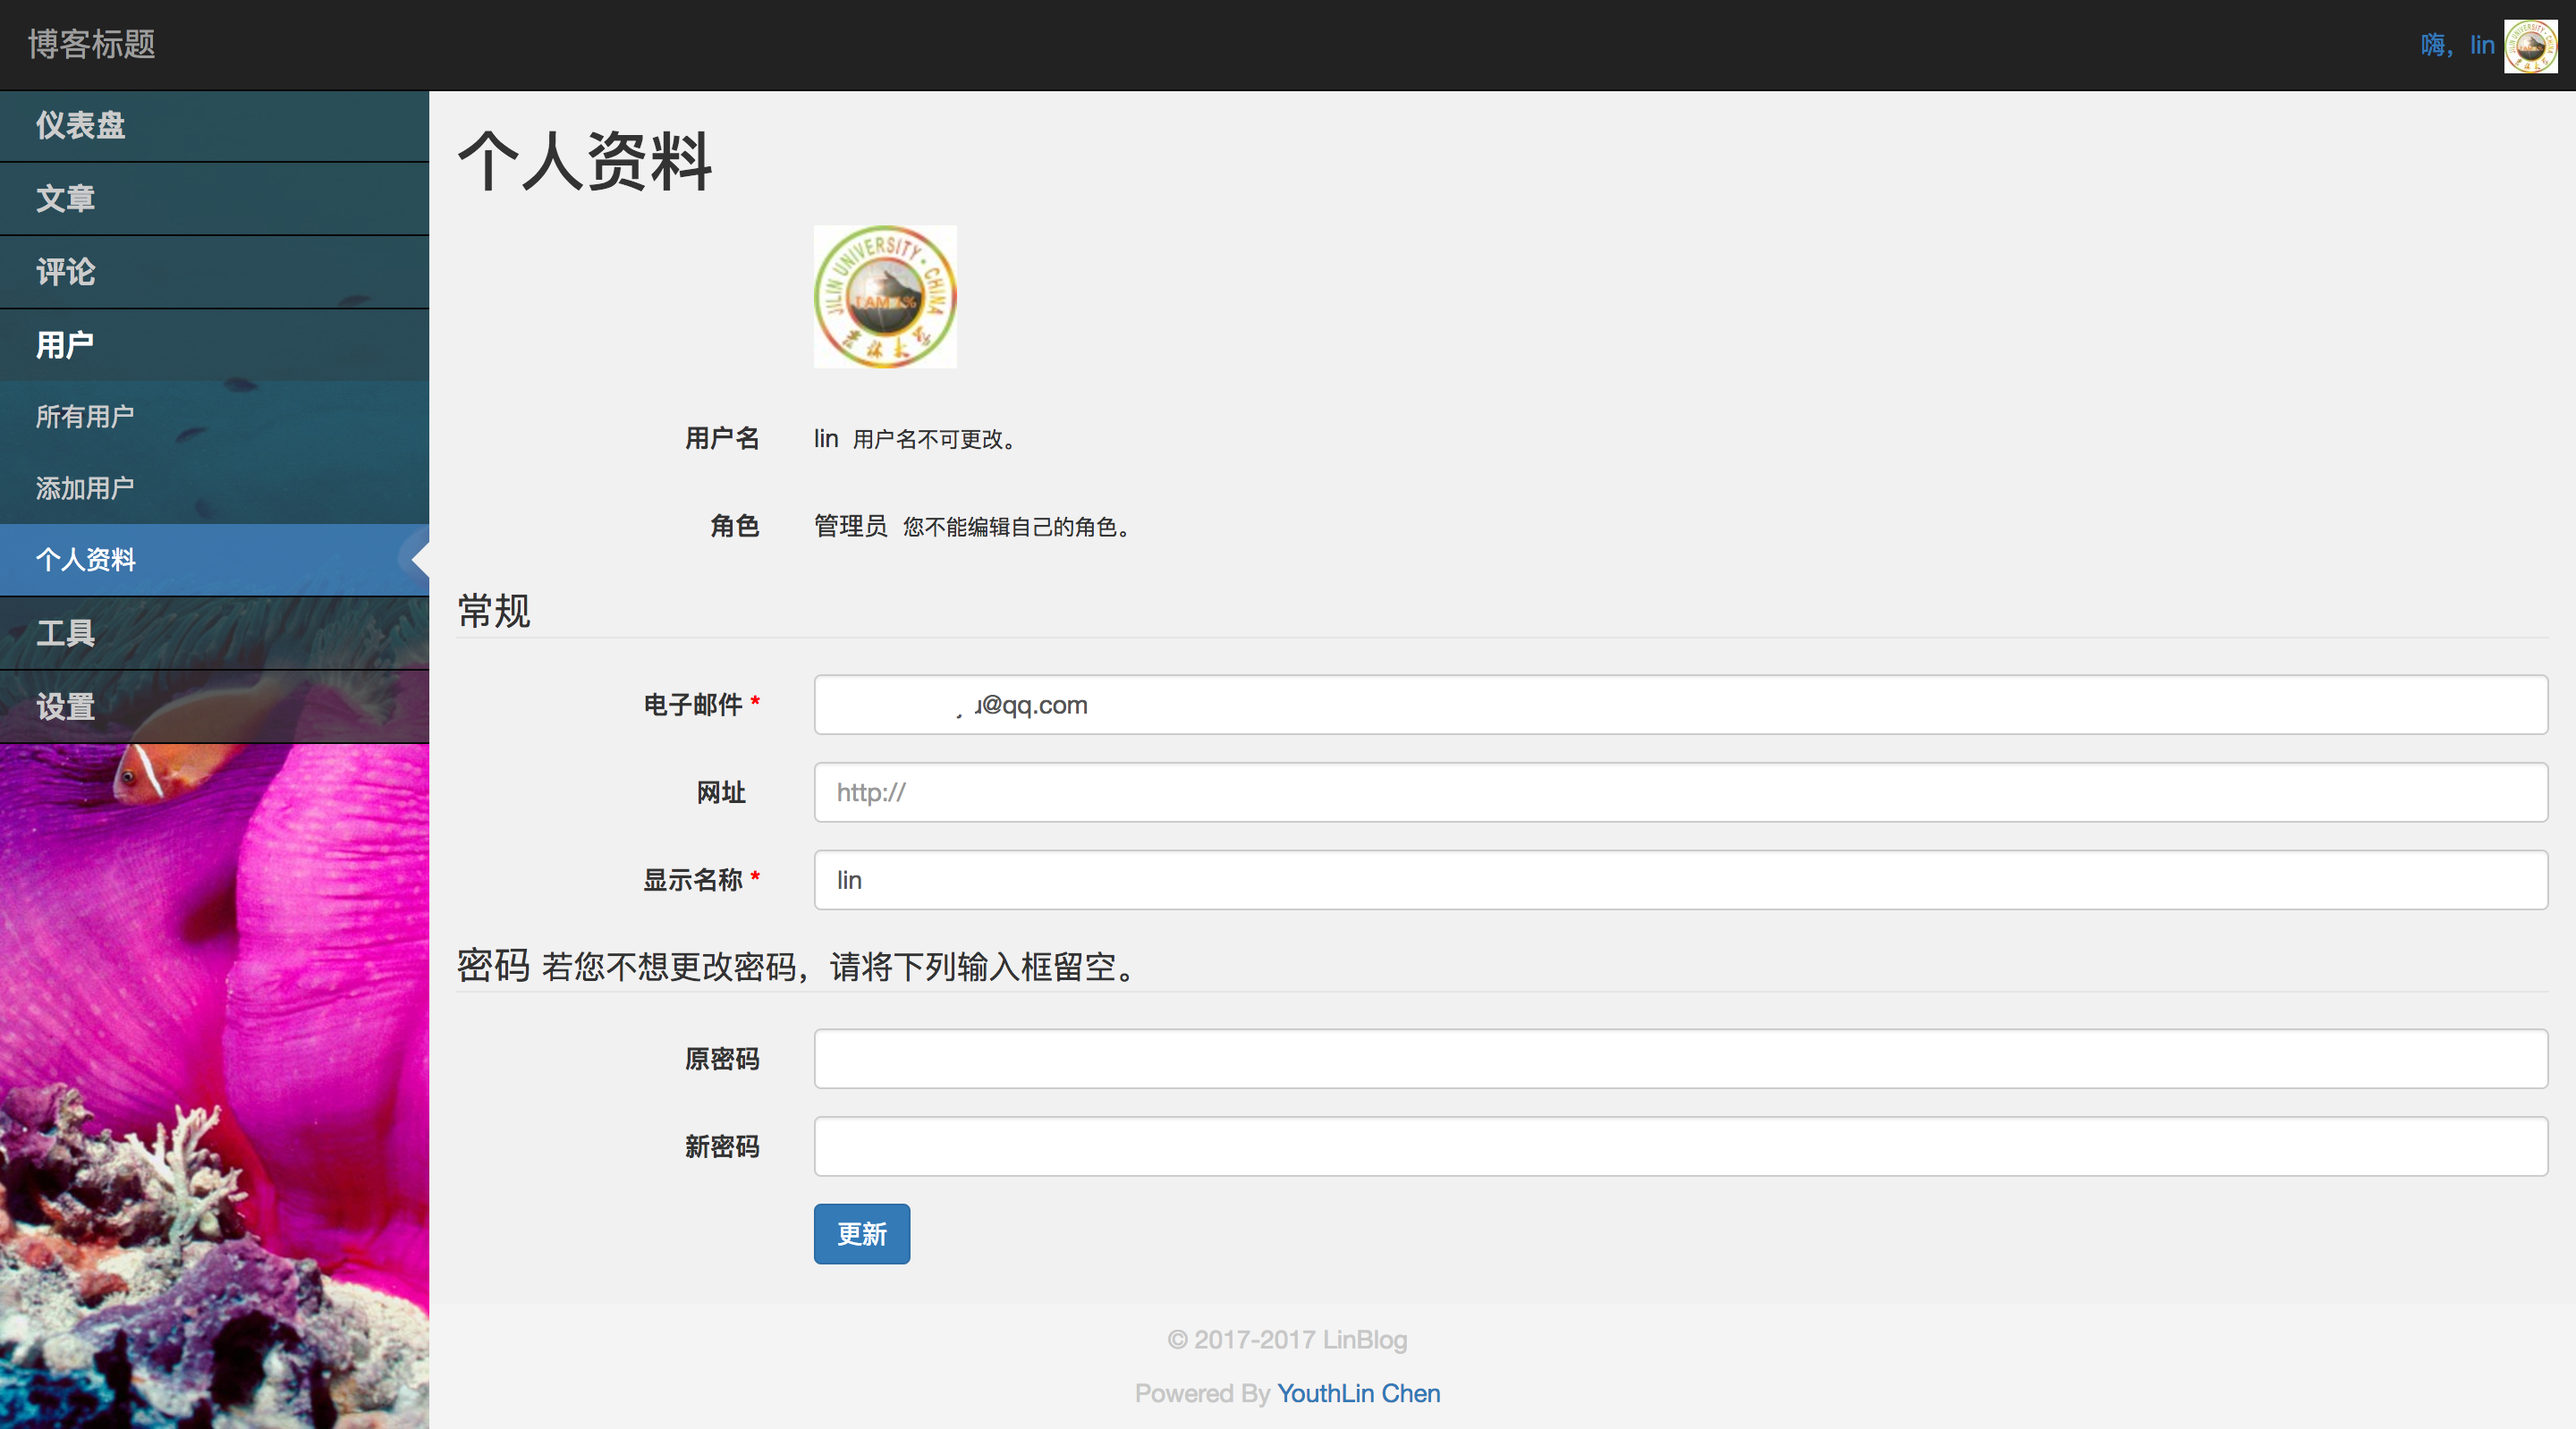 博客标题
嗨，lin
仪表盘
文章
评论
用户
所有用户
添加用户
个人资料
工具
设置
个人资料
JILIN UNIVERSITY · CHINA
I AM 1%
吉林大学
用户名 lin 用户名不可更改。
角色 管理员 您不能编辑自己的角色。
常规
电子邮件 * u@qq.com
网址 http://
显示名称 * lin
密码 若您不想更改密码，请将下列输入框留空。
原密码
新密码
更新
© 2017-2017 LinBlog
Powered By YouthLin Chen